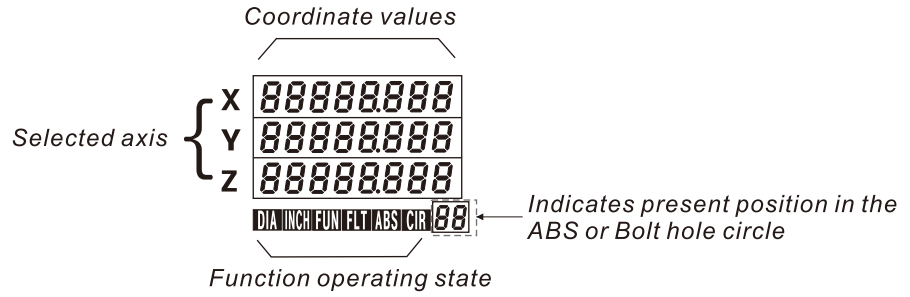 Coordinate values
X 88888.888
Selected axis
Y 88888.888
Z 88888.888
DIA INCH FUN FLT ABS CIR 88
Indicates present position in the
ABS or Bolt hole circle
Function operating state